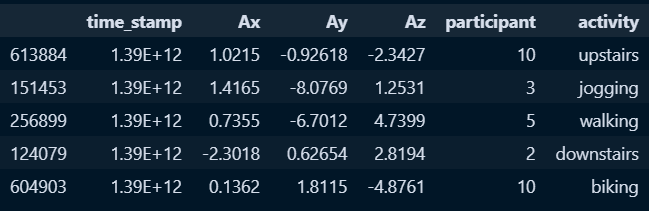 time_stamp Ax Ay Az participant activity
613884 1.39E+12 1.0215 -0.92618 -2.3427 10 upstairs
151453 1.39E+12 1.4165 -8.0769 1.2531 3 jogging
256899 1.39E+12 0.7355 -6.7012 4.7399 5 walking
124079 1.39E+12 -2.3018 0.62654 2.8194 2 downstairs
604903 1.39E+12 0.1362 1.8115 -4.8761 10 biking